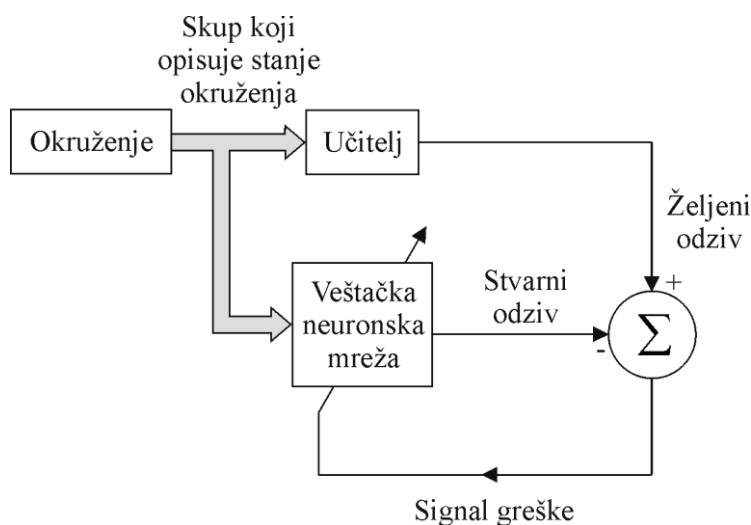 Skup koji
opisuje stanje
okruženja
Okruženje
Učitelj
Željeni
odziv
Veštačka
neuronska
mreža
Stvarni
odziv
+
-
Σ
Signal greške